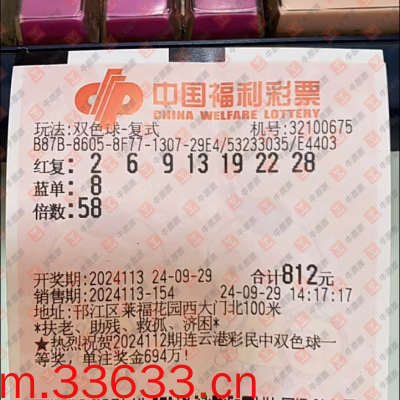 中国福利彩票
CHINA WELFARE LOTTERY
玩法:双色球-复式 机号:32100675
B87B-8605-8F77-1307-29E4/53233035/E4403
红复: 2 6 9 13 19 22 28
蓝单: 8
倍数:58
开奖期:2024113 24-09-29 合计812元
销售期:2024113-154 24-09-29 14:17:17
地址:邗江区莱福花园西大门北100米
*扶老、助残、救孤、济困*
★热烈祝贺2024112期连云港彩民中双色球一
等奖,单注奖金694万!
m.33633.cn